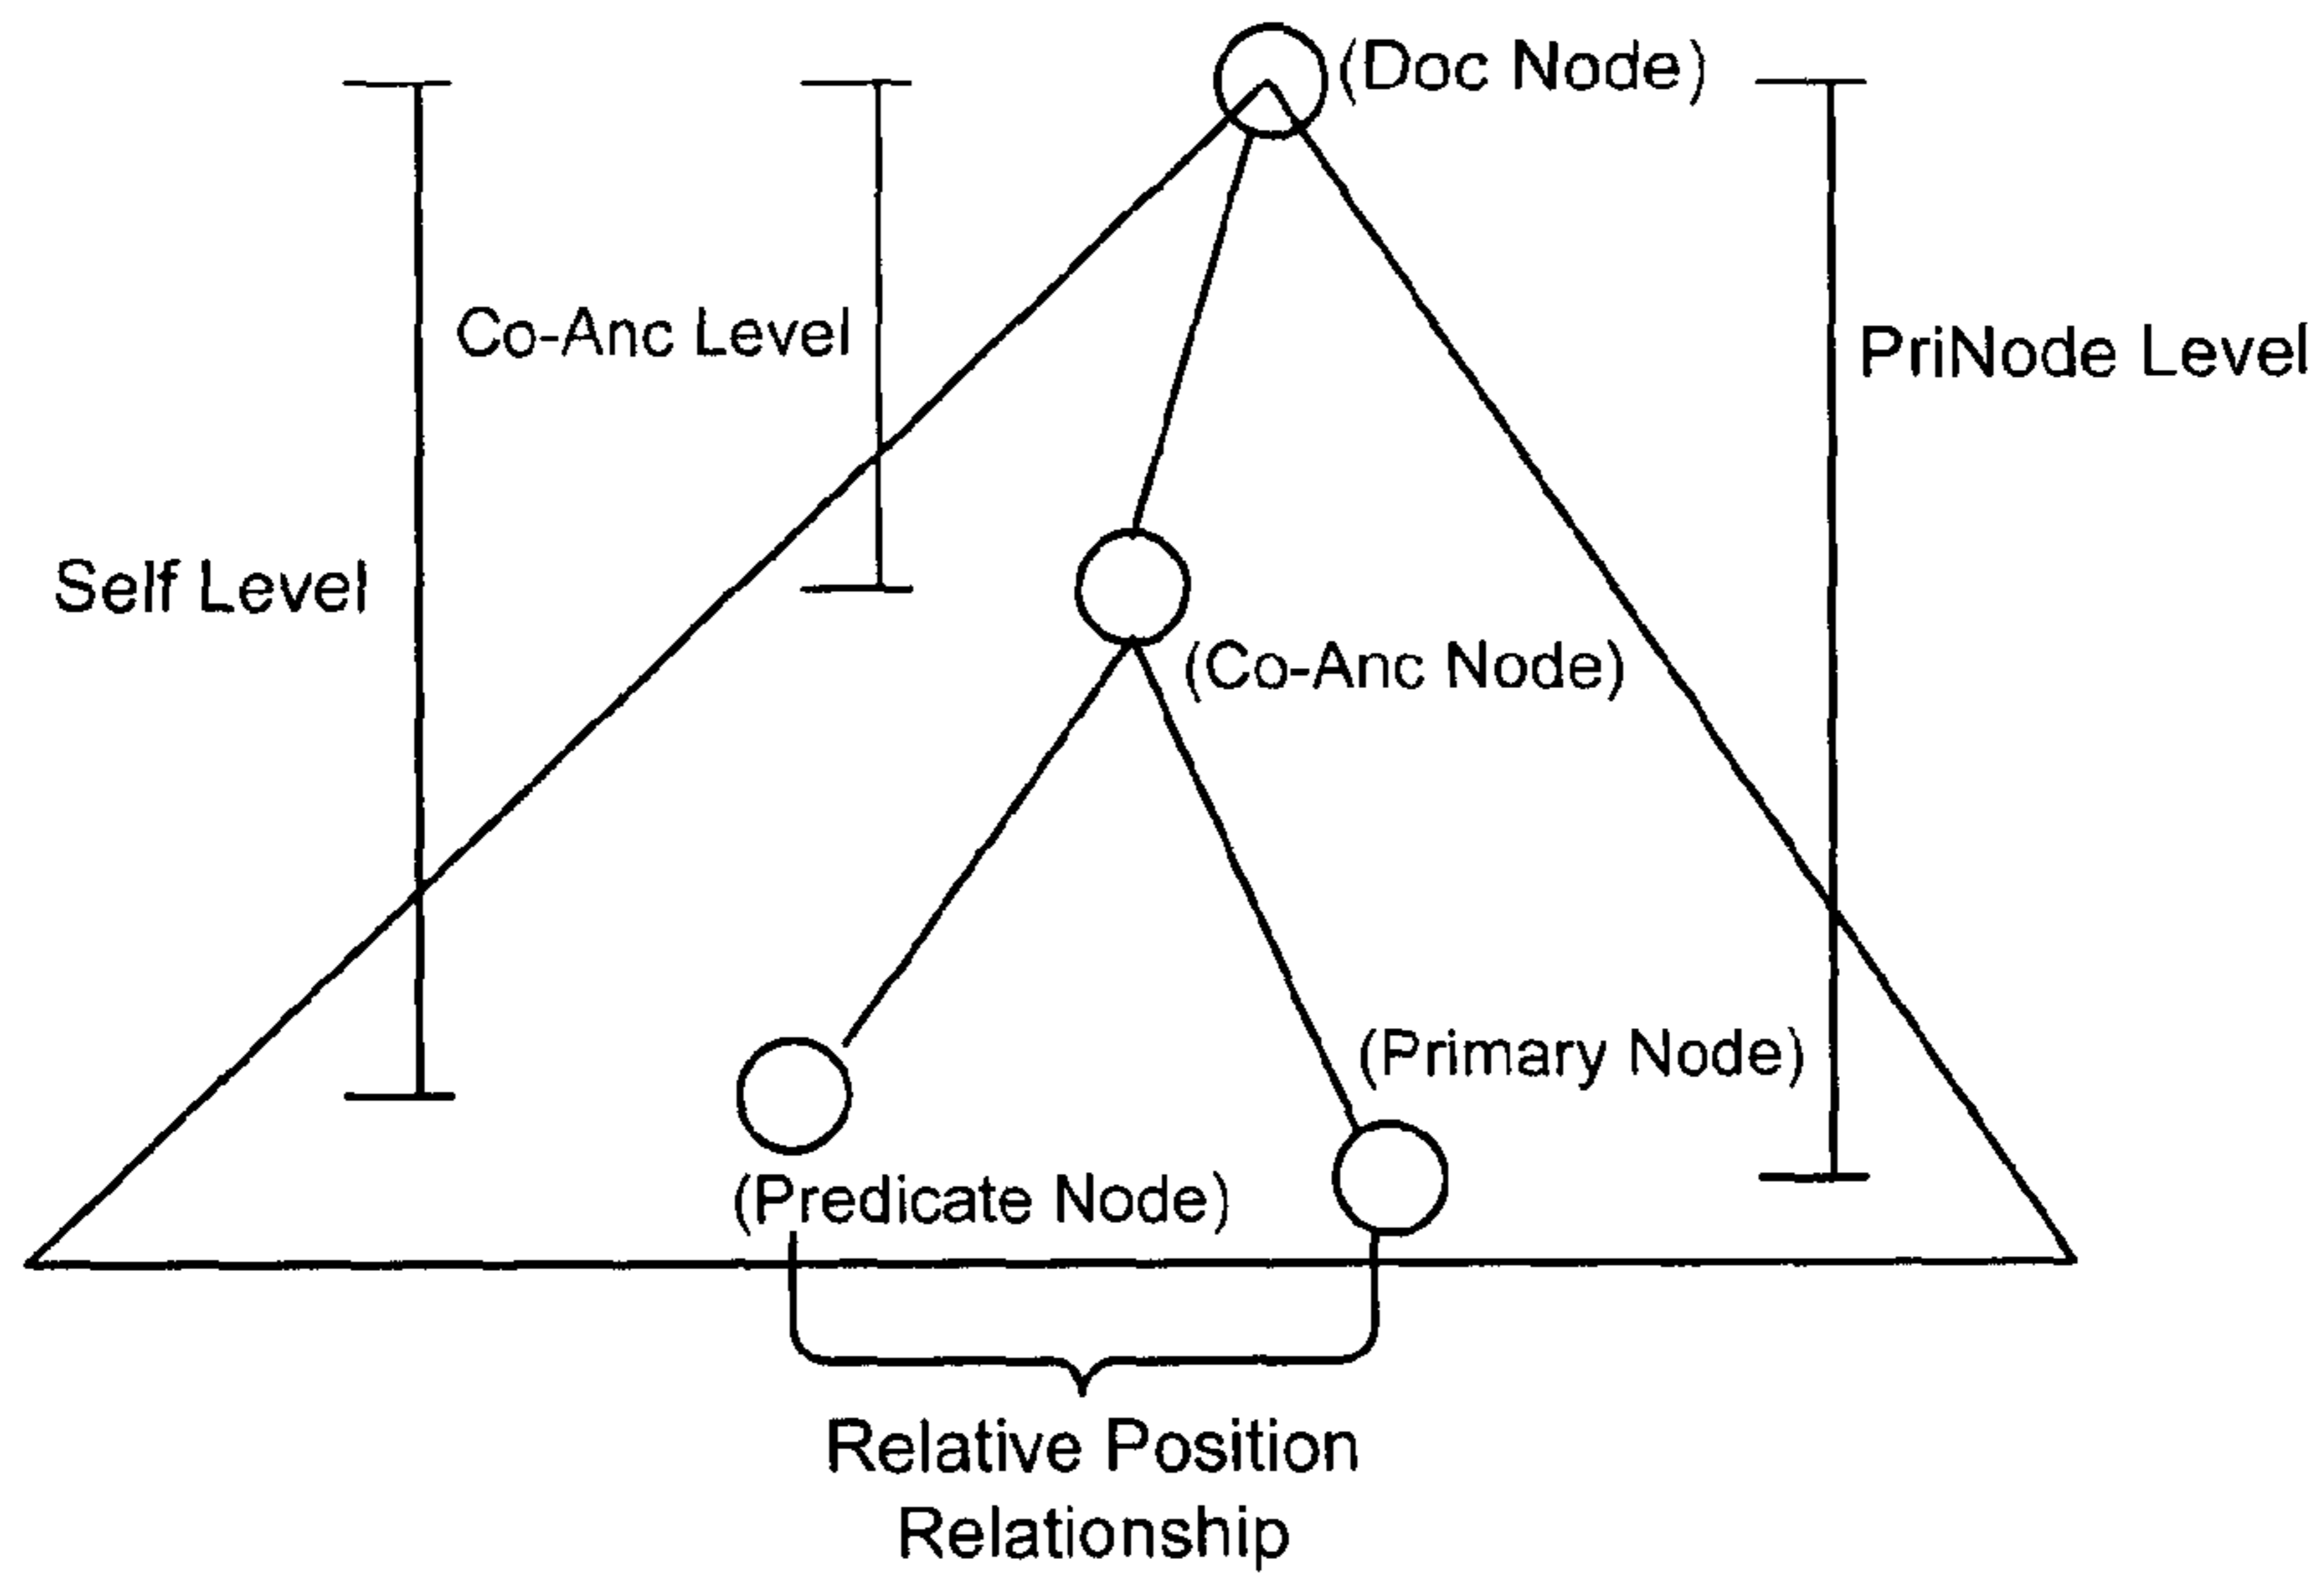 (Doc Node)
Co-Anc Level
PriNode Level
Self Level
(Co-Anc Node)
(Primary Node)
(Predicate Node)
Relative Position
Relationship